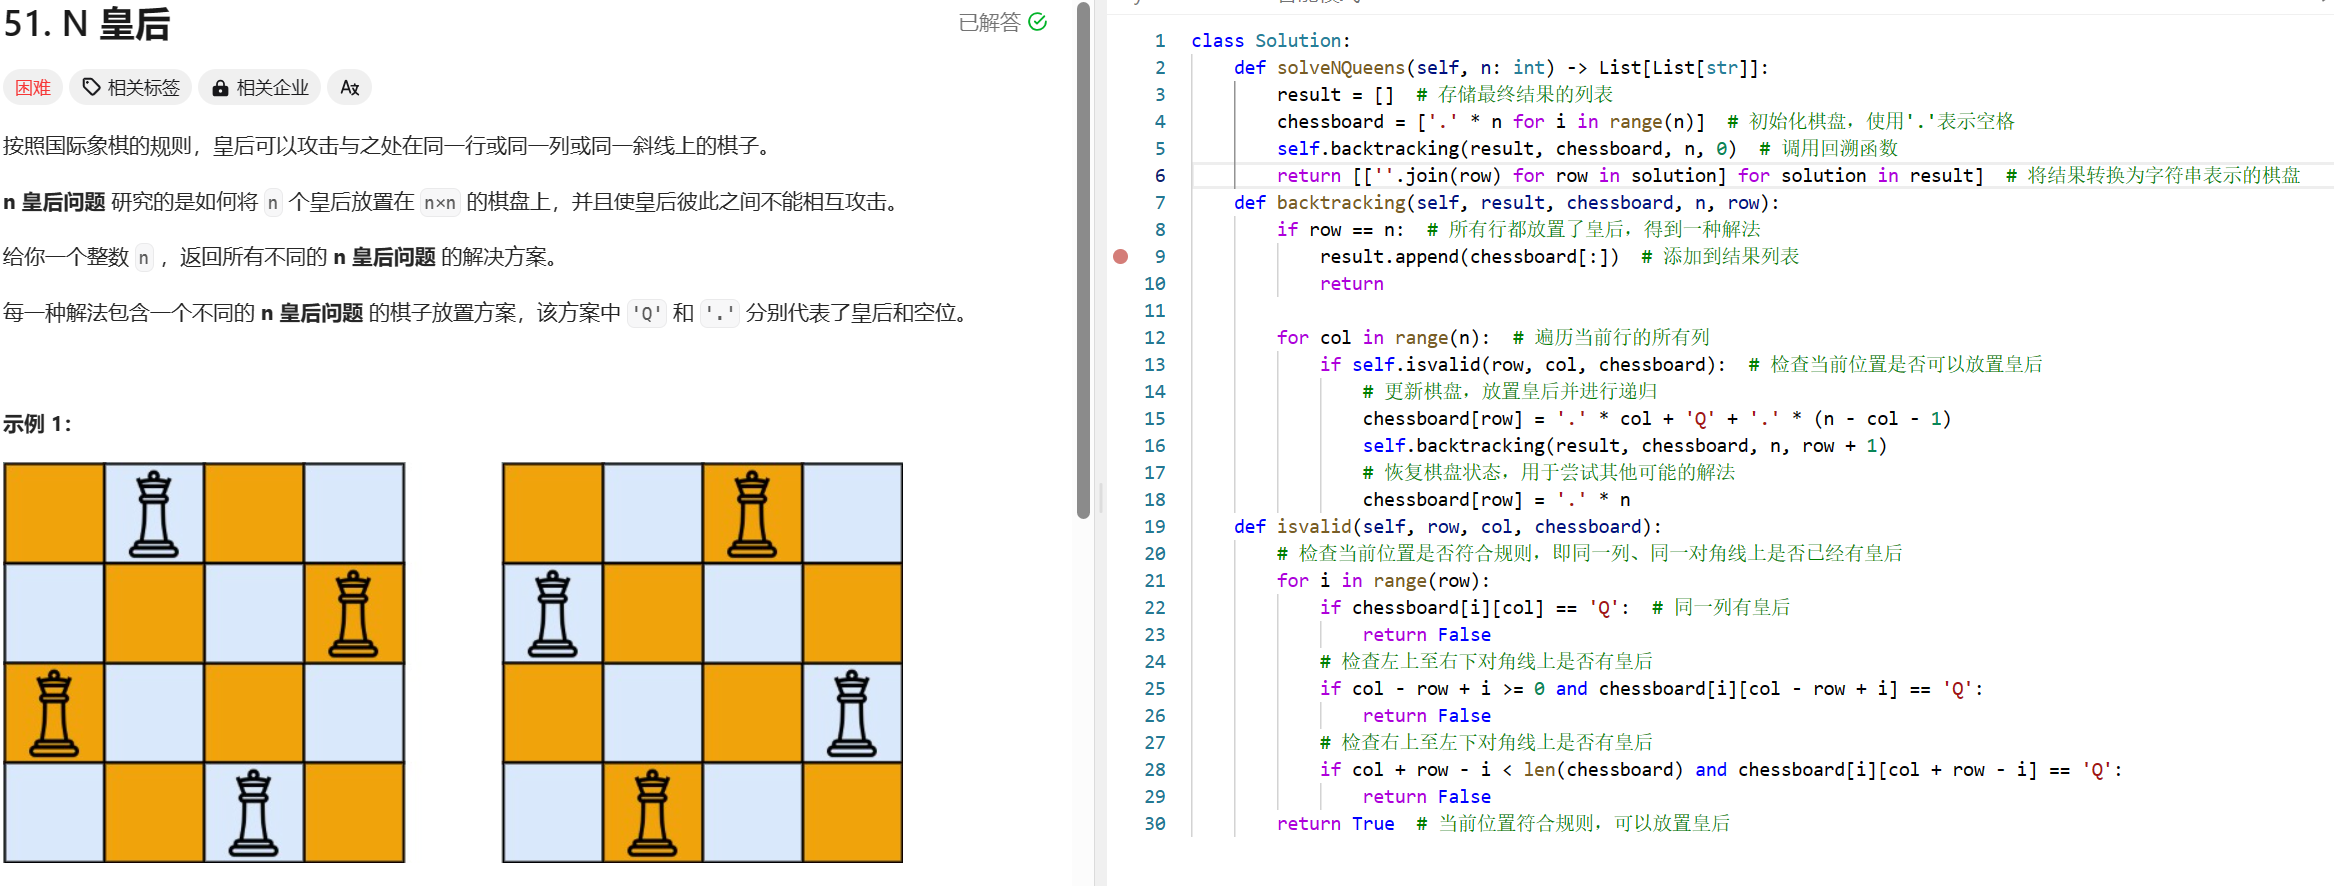 51. N 皇后
已解答
困难
相关标签
相关企业
按照国际象棋的规则，皇后可以攻击与之处在同一行或同一列或同一斜线上的棋子。
n 皇后问题 研究的是如何将 n 个皇后放置在 n×n 的棋盘上，并且使皇后彼此之间不能相互攻击。
给你一个整数 n ，返回所有不同的 n 皇后问题 的解决方案。
每一种解法包含一个不同的 n 皇后问题 的棋子放置方案，该方案中 'Q' 和 '.' 分别代表了皇后和空位。
示例 1：
1 class Solution:
2     def solveNQueens(self, n: int) -> List[List[str]]:
3         result = []  # 存储最终结果的列表
4         chessboard = ['.' * n for i in range(n)]  # 初始化棋盘，使用'.'表示空格
5         self.backtracking(result, chessboard, n, 0)  # 调用回溯函数
6         return [[''.join(row) for row in solution] for solution in result]  # 将结果转换为字符串表示的棋盘
7     def backtracking(self, result, chessboard, n, row):
8         if row == n:  # 所有行都放置了皇后，得到一种解法
9             result.append(chessboard[:])  # 添加到结果列表
10             return
11
12         for col in range(n):  # 遍历当前行的所有列
13             if self.isvalid(row, col, chessboard):  # 检查当前位置是否可以放置皇后
14                 # 更新棋盘，放置皇后并进行递归
15                 chessboard[row] = '.' * col + 'Q' + '.' * (n - col - 1)
16                 self.backtracking(result, chessboard, n, row + 1)
17                 # 恢复棋盘状态，用于尝试其他可能的解法
18                 chessboard[row] = '.' * n
19     def isvalid(self, row, col, chessboard):
20         # 检查当前位置是否符合规则，即同一列、同一对角线上是否已经有皇后
21         for i in range(row):
22             if chessboard[i][col] == 'Q':  # 同一列有皇后
23                 return False
24             # 检查左上至右下对角线上是否有皇后
25             if col - row + i >= 0 and chessboard[i][col - row + i] == 'Q':
26                 return False
27             # 检查右上至左下对角线上是否有皇后
28             if col + row - i < len(chessboard) and chessboard[i][col + row - i] == 'Q':
29                 return False
30         return True  # 当前位置符合规则，可以放置皇后